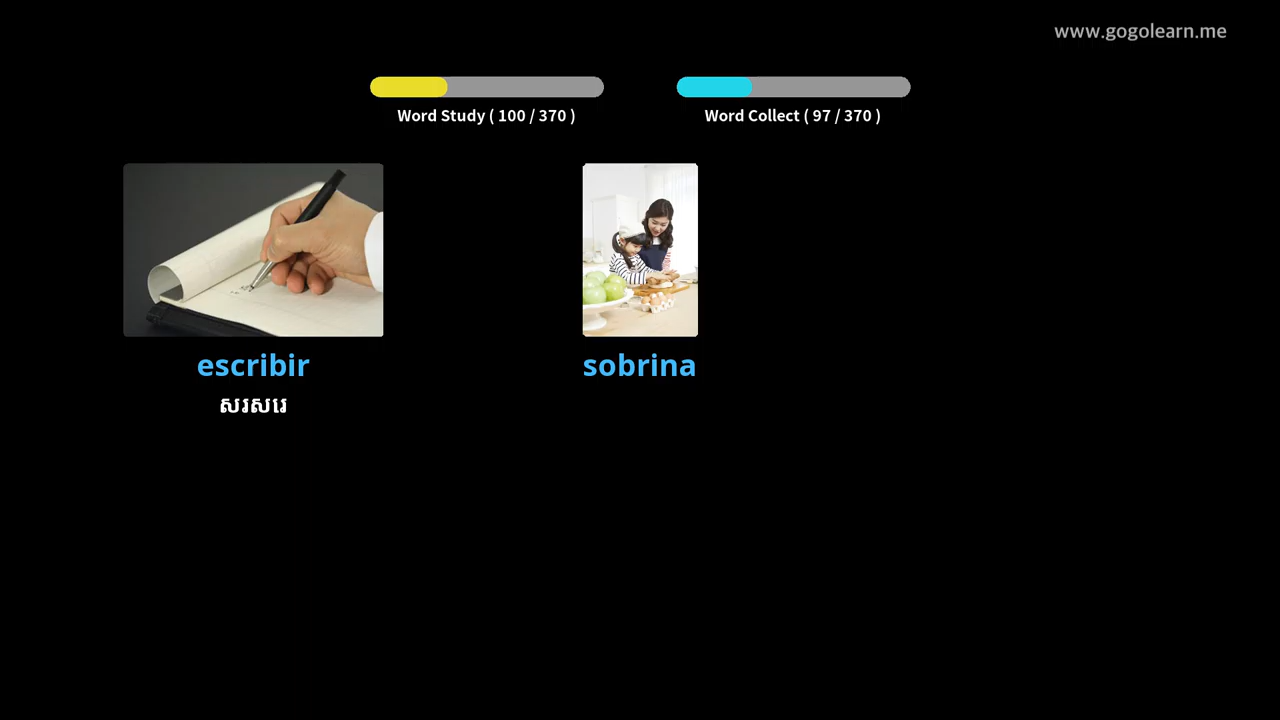 www.gogolearn.me
Word Study ( 100 / 370 )
Word Collect ( 97 / 370 )
escribir
សរសេរ
sobrina